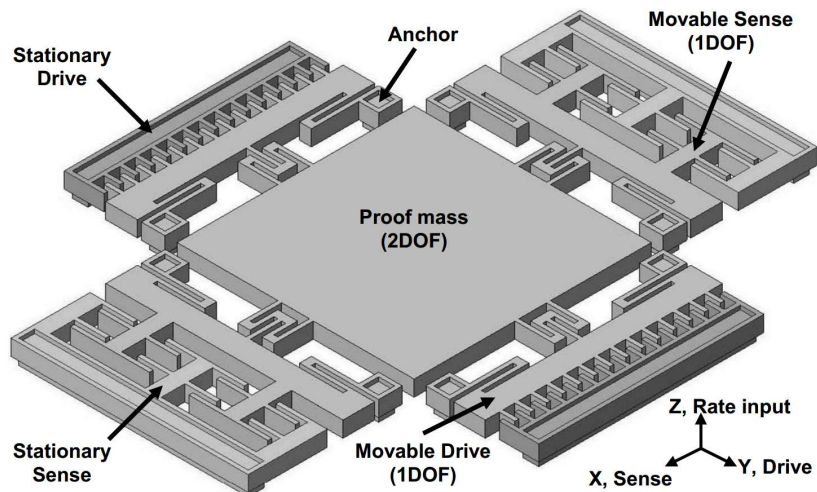 Anchor
Movable Sense
(1DOF)
Stationary
Drive
Proof mass
(2DOF)
Z, Rate input
Stationary
Sense
Movable Drive
(1DOF)
X, Sense
Y, Drive